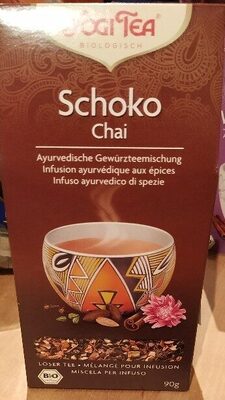 YOGI TEA
BIOLOGISCH
Schoko
Chai
Ayurvedische Gewürzteemischung
Infusion ayurvédique aux épices
Infuso ayurvedico di spezie
LOSER TEE • MÉLANGE POUR INFUSION
MISCELA PER INFUSO
BIO
90g